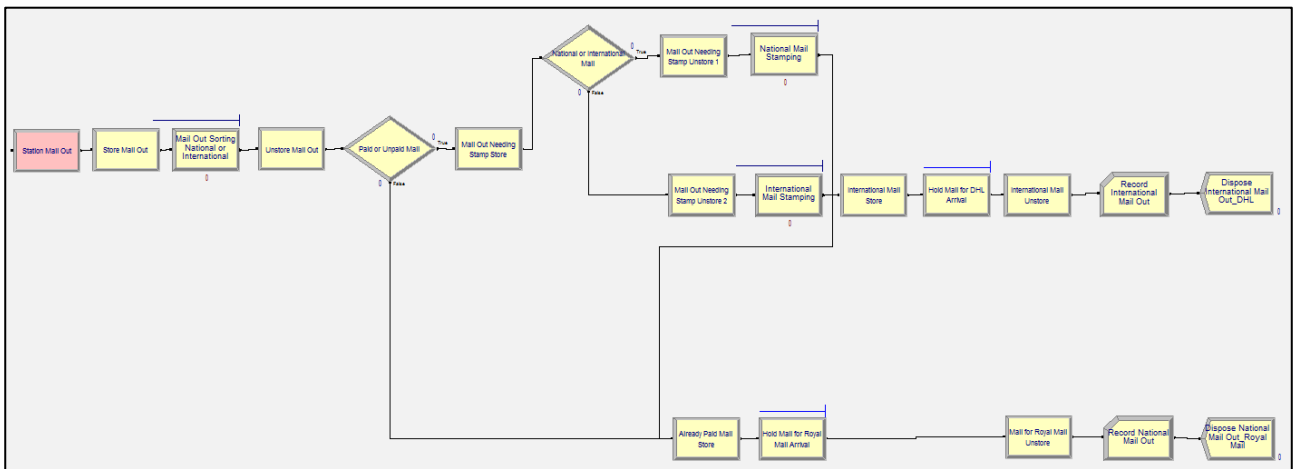 0
True
National or International
Mail
Mail Out Needing
Stamp Unstore 1
National Mail
Stamping
0
0
False
Station Mail Out
Store Mail Out
Mail Out Sorting
National or
International
0
Unstore Mail Out
Paid or Unpaid Mail
0
True
0
False
Mail Out Needing
Stamp Store
Mail Out Needing
Stamp Unstore 2
International
Mail Stamping
0
International Mail
Store
Hold Mail for DHL
Arrival
International Mail
Unstore
Record
International
Mail Out
Dispose
International Mail
Out_DHL
0
Already Paid Mail
Store
Hold Mail for Royal
Mail Arrival
Mail for Royal Mail
Unstore
Record National
Mail Out
Dispose National
Mail Out_Royal
Mail
0